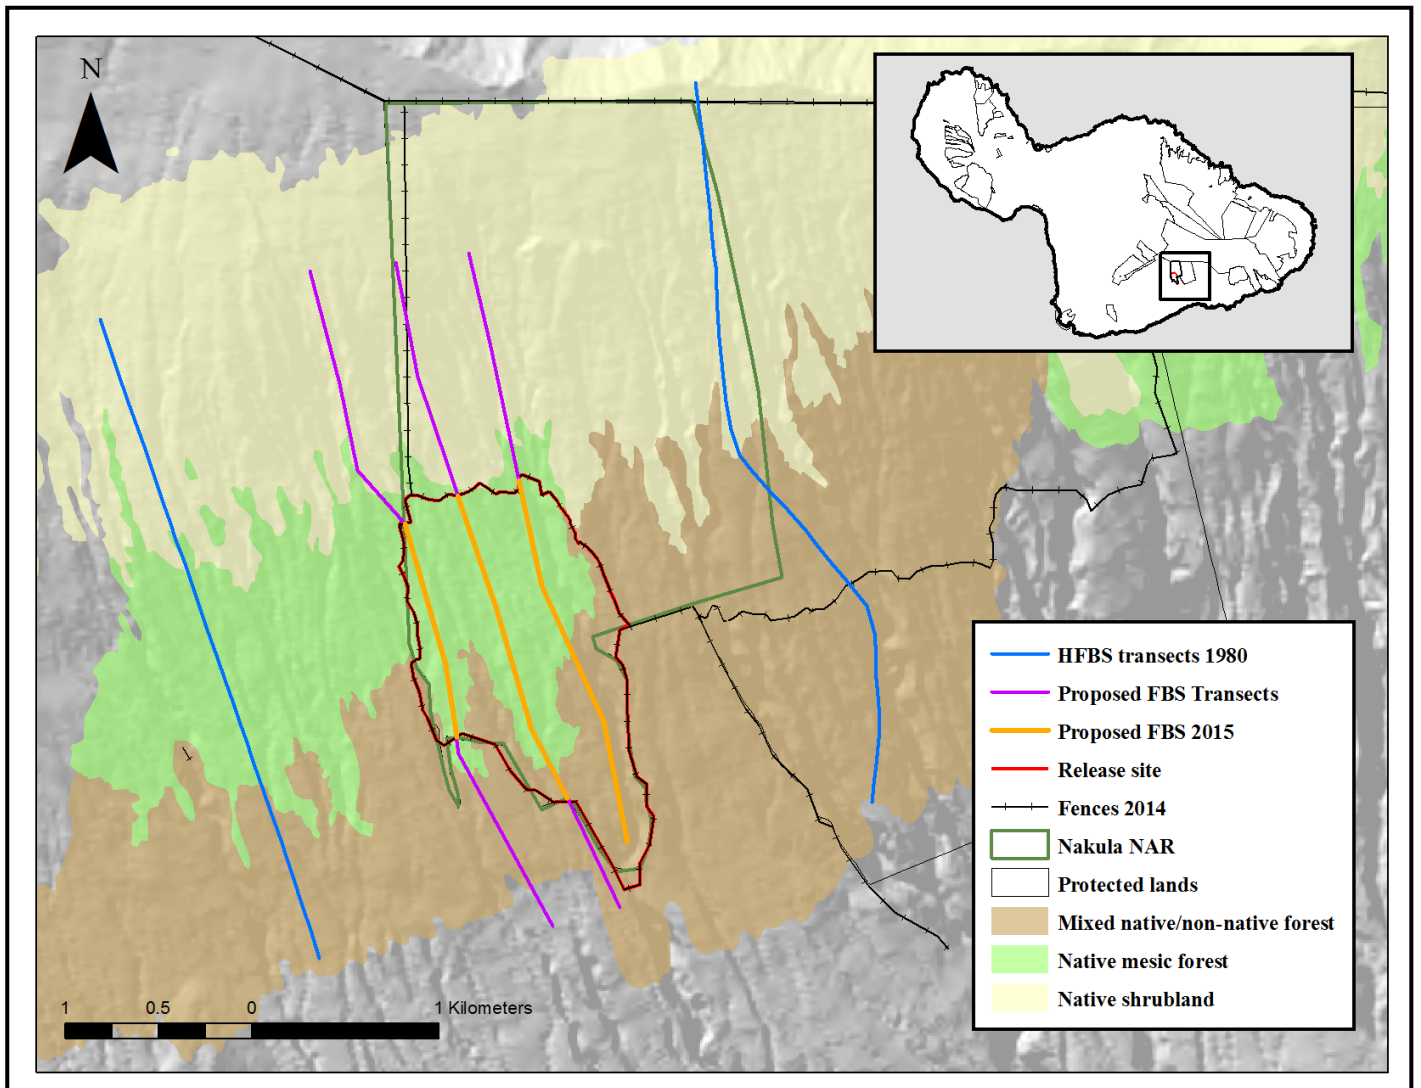 N
HFBS transects 1980
Proposed FBS Transects
Proposed FBS 2015
Release site
Fences 2014
Nakula NAR
Protected lands
Mixed native/non-native forest
Native mesic forest
Native shrubland
1 0.5 0 1 Kilometers